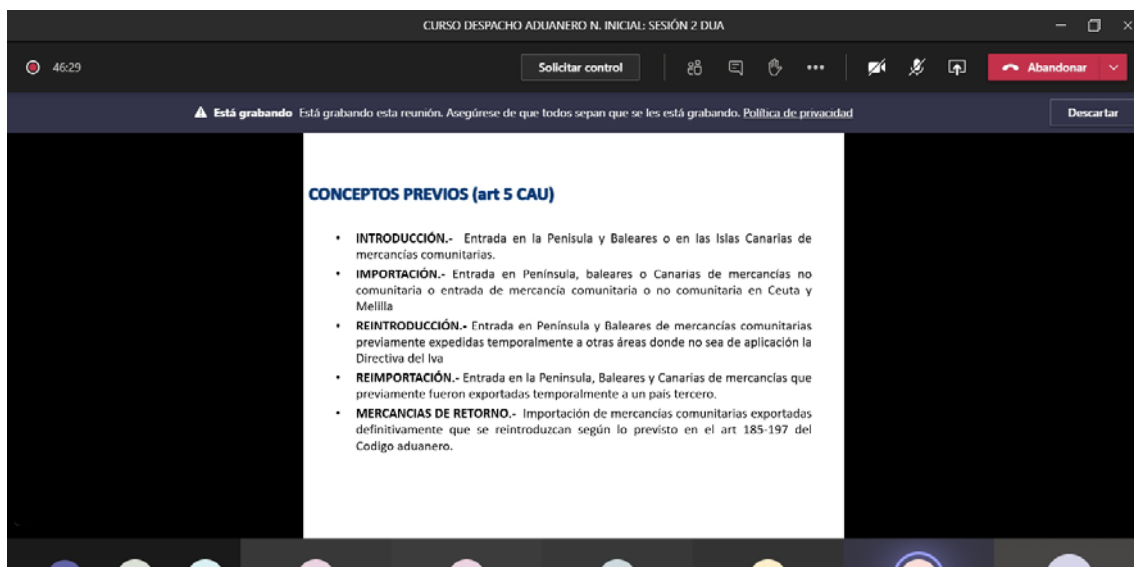 CURSO DESPACHO ADUANERO N. INICIAL: SESIÓN 2 DUA
46:29
Solicitar control
Abandonar
Está grabando Está grabando esta reunión. Asegúrese de que todos sepan que se les está grabando. Política de privacidad
Descartar
CONCEPTOS PREVIOS (art 5 CAU)
• INTRODUCCIÓN.- Entrada en la Penisula y Baleares o en las Islas Canarias de
mercancías comunitarias.
• IMPORTACIÓN.- Entrada en Península, baleares o Canarias de mercancías no
comunitaria o entrada de mercancía comunitaria o no comunitaria en Ceuta y
Melilla
• REINTRODUCCIÓN.- Entrada en Península y Baleares de mercancías comunitarias
previamente expedidas temporalmente a otras áreas donde no sea de aplicación la
Directiva del Iva
• REIMPORTACIÓN.- Entrada en la Peninsula, Baleares y Canarias de mercancías que
previamente fueron exportadas temporalmente a un país tercero.
• MERCANCIAS DE RETORNO.- Importación de mercancías comunitarias exportadas
definitivamente que se reintroduzcan según lo previsto en el art 185-197 del
Codigo aduanero.